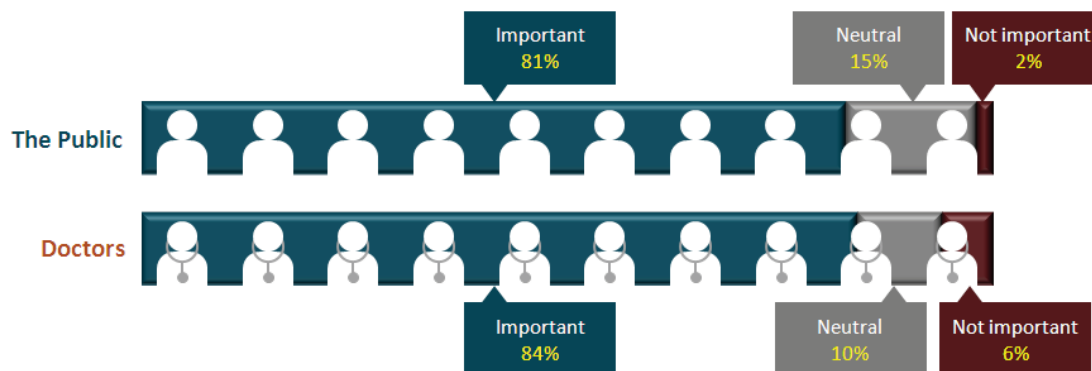 Important
81%
Neutral
15%
Not important
2%
The Public
Doctors
Important
84%
Neutral
10%
Not important
6%